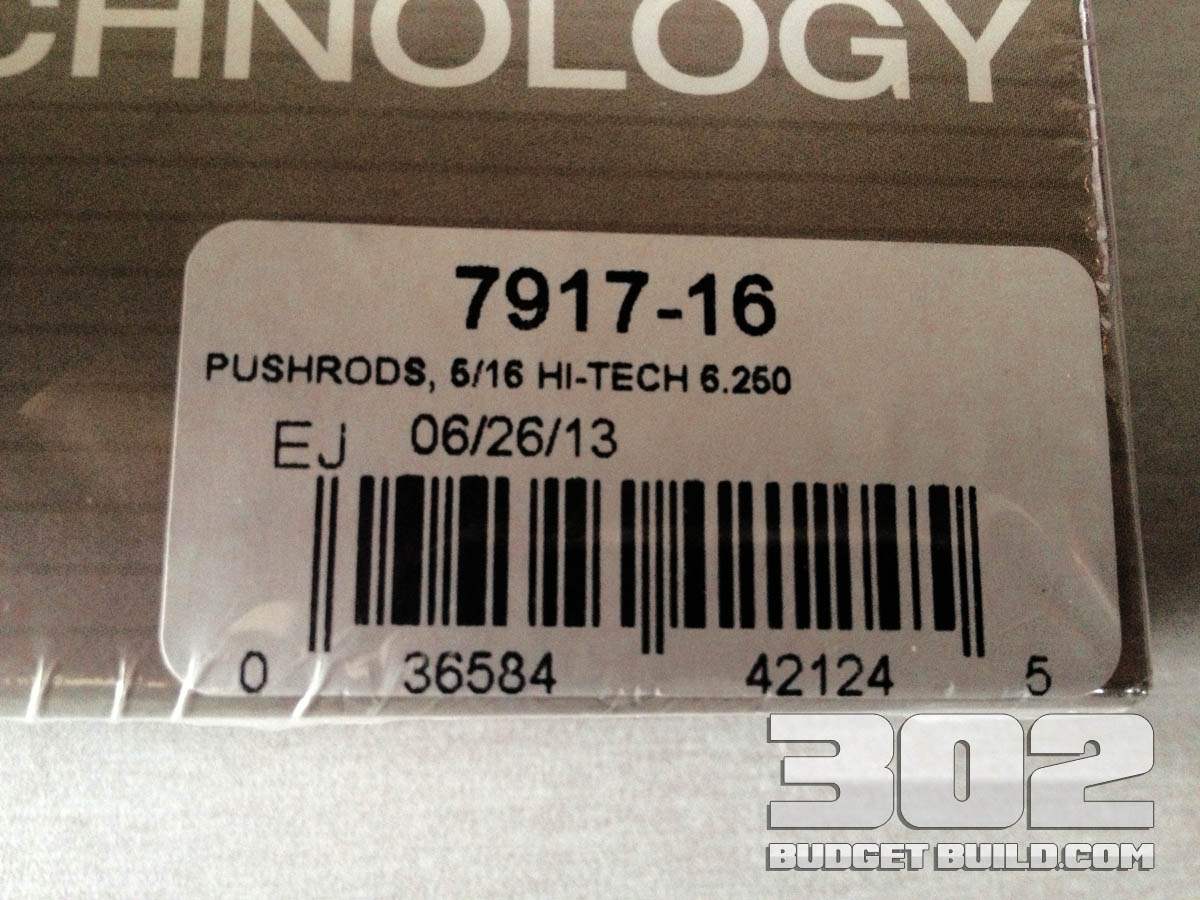 CHNOLOGY
7917-16
PUSHRODS, 5/16 HI-TECH 6.250
EJ 06/26/13
0 36584 42124 5
302
BUDGET BUILD.COM